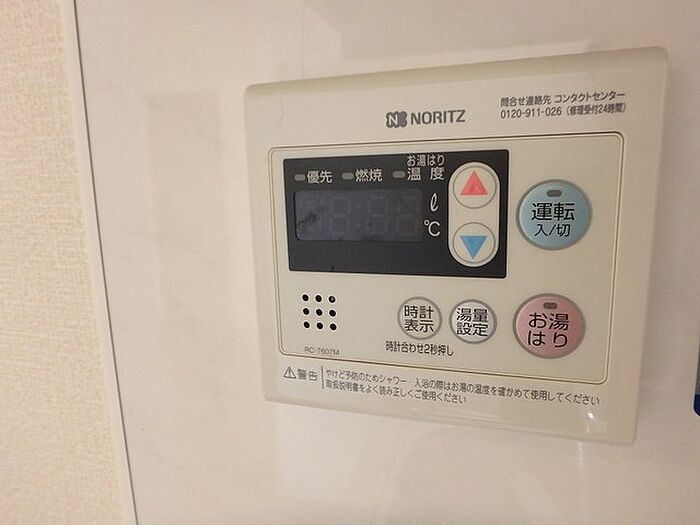 NORITZ
問合せ連絡先 コンタクトセンター
0120-911-026 (修理受付24時間)
優先 燃焼 お湯はり
温度
ℓ
℃
運転
入/切
時計
表示
湯量
設定
お湯
はり
時計合わせ2秒押し
RC-7607M
⚠警告 やけど予防のためシャワー・入浴の際はお湯の温度を確かめて使用してください
取扱説明書をよく読み正しくご使用ください